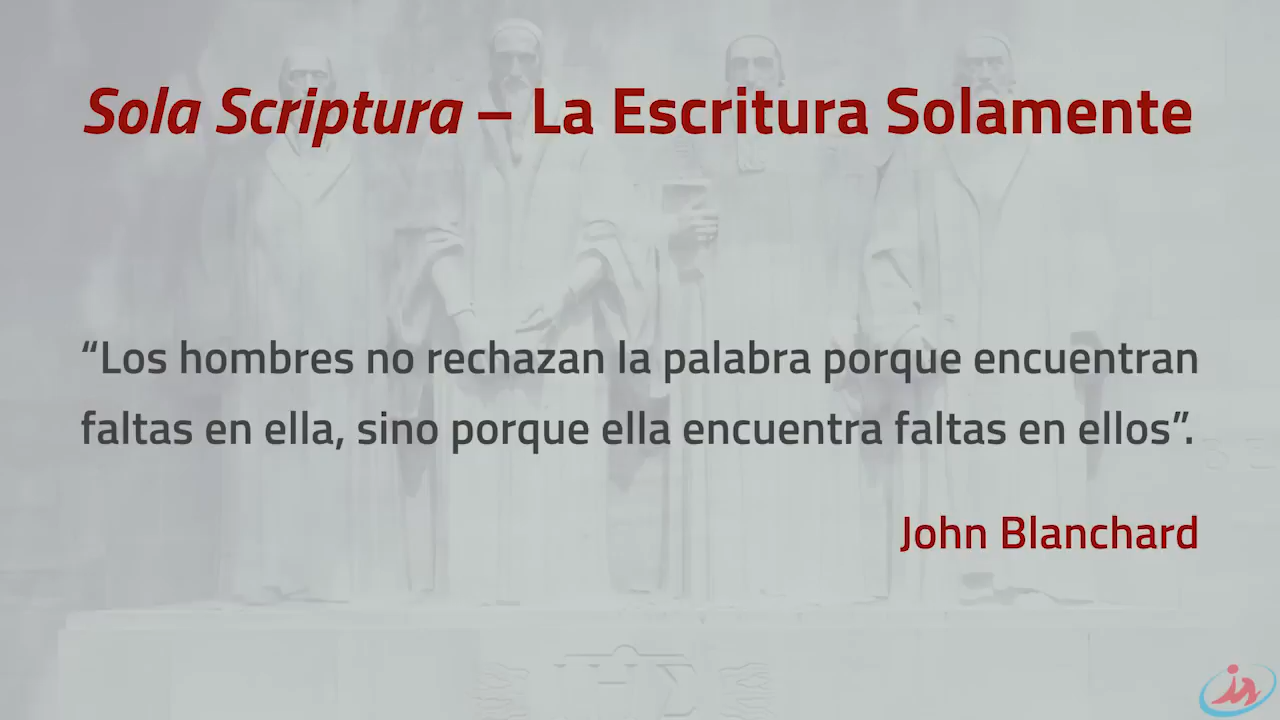 Sola Scriptura – La Escritura Solamente
“Los hombres no rechazan la palabra porque encuentran
faltas en ella, sino porque ella encuentra faltas en ellos”.
John Blanchard